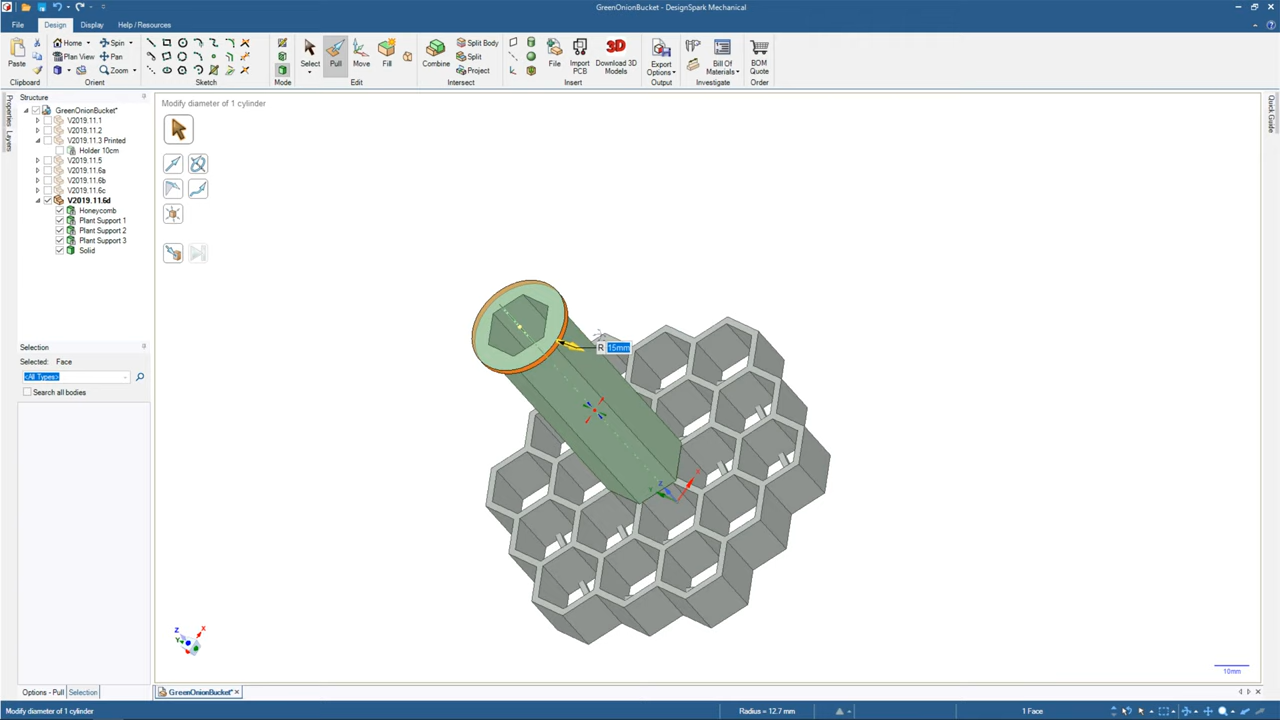 GreenOnionBucket - DesignSpark Mechanical
File
Design
Display
Help / Resources
Paste
Home
Plan View
Spin
Pan
Zoom
Select
Pull
Move
Fill
Combine
Split Body
Split
Project
File
Import PCB
Download 3D Models
Export Options
Bill Of Materials
BOM Quote
3D
Clipboard
Orient
Sketch
Mode
Edit
Intersect
Insert
Output
Investigate
Order
Structure
GreenOnionBucket*
V2019.11.1
V2019.11.2
V2019.11.3 Printed
Holder 10cm
V2019.11.5
V2019.11.6a
V2019.11.6b
V2019.11.6c
V2019.11.6d
Honeycomb
Plant Support 1
Plant Support 2
Plant Support 3
Solid
Properties
Layers
Quick Guide
Modify diameter of 1 cylinder
R 15mm
X
Y
Z
X
Y
Z
10mm
Selection
Selected: Face
<All Types>
Search all bodies
Options - Pull
Selection
GreenOnionBucket*
Modify diameter of 1 cylinder
Radius = 12.7 mm
1 Face